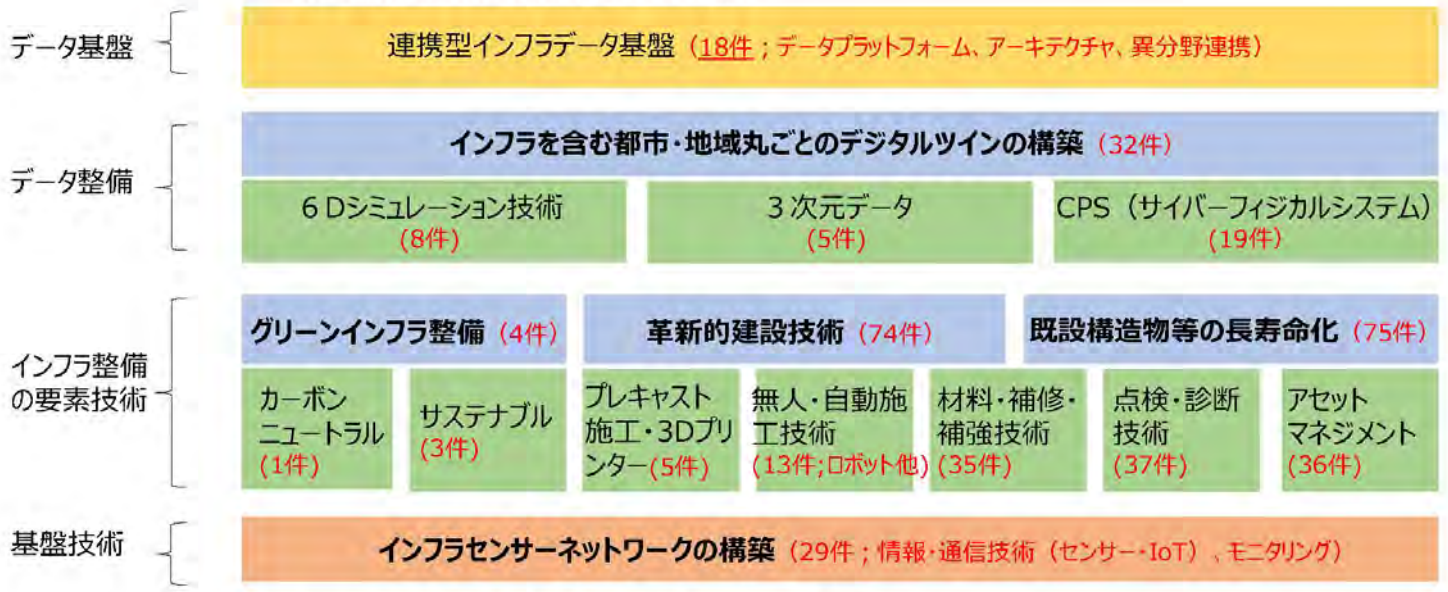 データ基盤
連携型インフラデータ基盤（18件；データプラットフォーム、アーキテクチャ、異分野連携）
データ整備
インフラを含む都市・地域丸ごとのデジタルツインの構築（32件）
６Dシミュレーション技術
(8件)
３次元データ
(5件)
CPS（サイバーフィジカルシステム）
(19件)
インフラ整備
の要素技術
グリーンインフラ整備（4件）
革新的建設技術（74件）
既設構造物等の長寿命化（75件）
カーボン
ニュートラル
(1件)
サステナブル
(3件)
プレキャスト
施工・3Dプリ
ンター(5件)
無人・自動施
工技術
(13件;ロボット他)
材料・補修・
補強技術
(35件)
点検・診断
技術
(37件)
アセット
マネジメント
(36件)
基盤技術
インフラセンサーネットワークの構築（29件；情報・通信技術（センサー・IoT）、モニタリング）